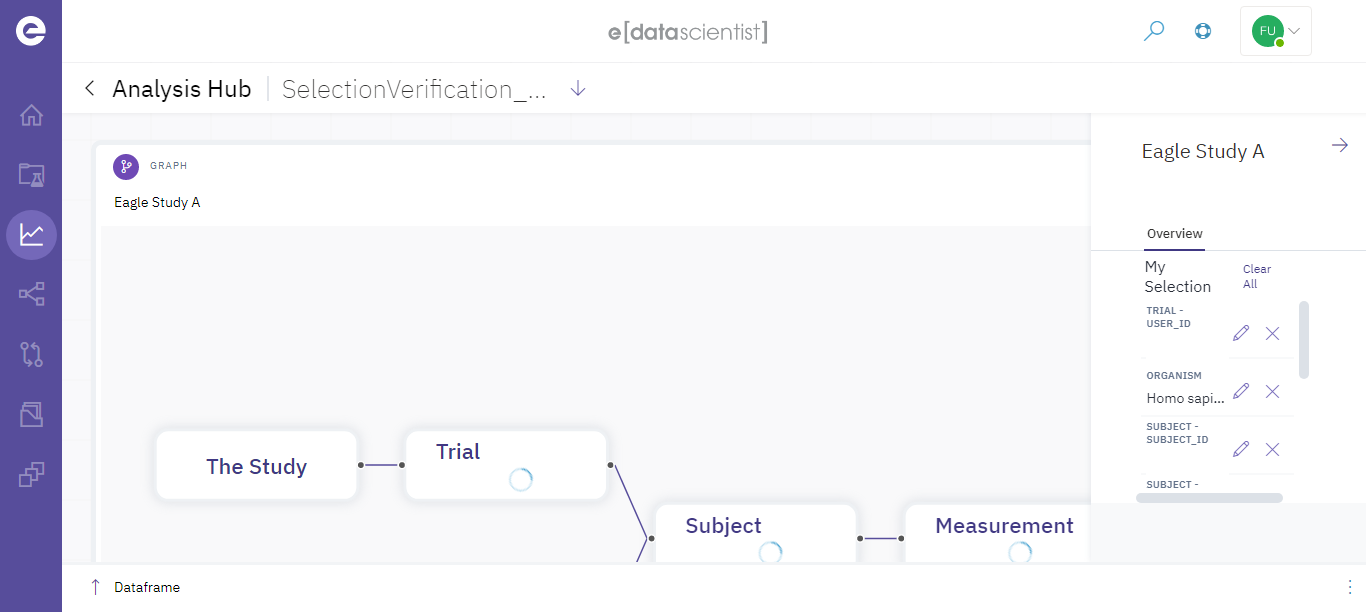 e[datascientist]
FU
Analysis Hub
SelectionVerification_...
GRAPH
Eagle Study A
The Study
Trial
Subject
Measurement
Eagle Study A
Overview
My
Selection
Clear
All
TRIAL -
USER_ID
ORGANISM
Homo sapi...
SUBJECT -
SUBJECT_ID
SUBJECT -
Dataframe